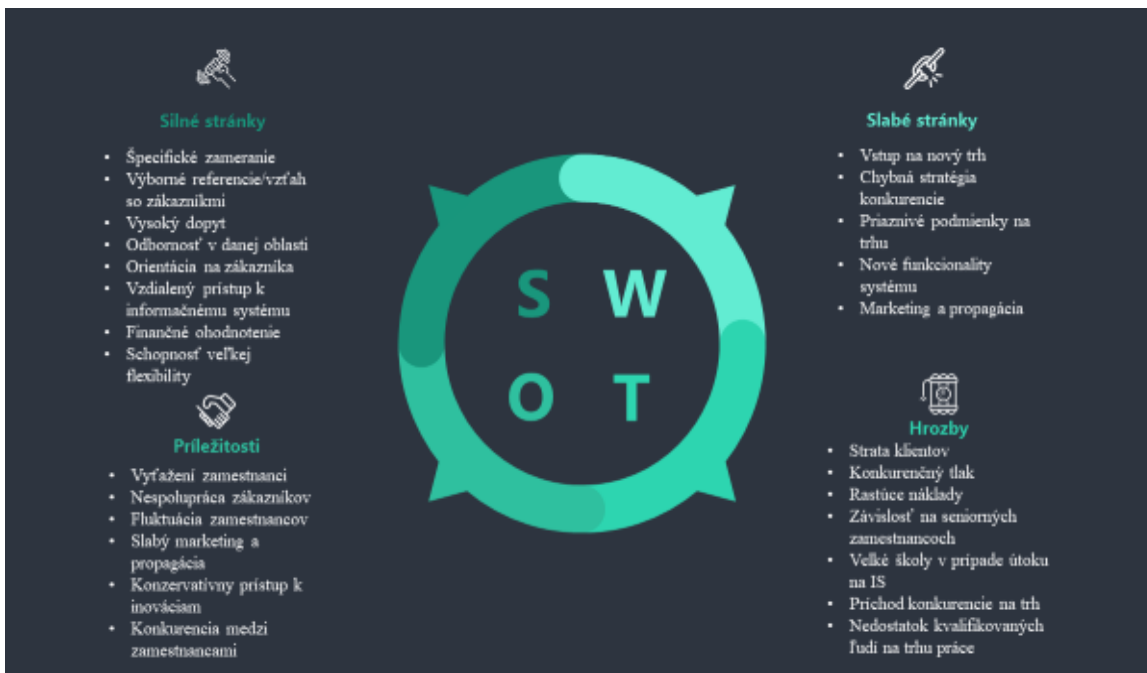 Silné stránky
• Špecifické zameranie
• Výborné referencie/vzťah
so zákazníkmi
• Vysoký dopyt
• Odbornosť v danej oblasti
• Orientácia na zákazníka
• Vzdialený prístup k
informačnému systému
• Finančné ohodnotenie
• Schopnosť veľkej
flexibility
Slabé stránky
• Vstup na nový trh
• Chybná stratégia
konkurencie
• Priaznivé podmienky na
trhu
• Nové funkcionality
systému
• Marketing a propagácia
S W
O T
Príležitosti
• Vyťažení zamestnanci
• Nespolupráca zákazníkov
• Fluktuácia zamestnancov
• Slabý marketing a
propagácia
• Konzervatívny prístup k
inováciam
• Konkurencia medzi
zamestnancami
Hrozby
• Strata klientov
• Konkurenčný tlak
• Rastúce náklady
• Závislosť na seniorných
zamestnancoch
• Veľké školy v prípade útoku
na IS
• Príchod konkurencie na trh
• Nedostatok kvalifikovaných
ľudí na trhu práce